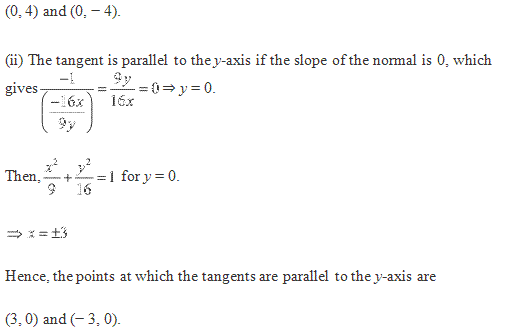 (0, 4) and (0, − 4).
(ii) The tangent is parallel to the y-axis if the slope of the normal is 0, which
gives \frac{-1}{\left(\frac{-16x}{9y}\right)} = \frac{9y}{16x} = 0 ⇒ y = 0.
Then, \frac{x^2}{9} + \frac{y^2}{16} = 1 for y = 0.
⇒ x = ±3
Hence, the points at which the tangents are parallel to the y-axis are
(3, 0) and (− 3, 0).